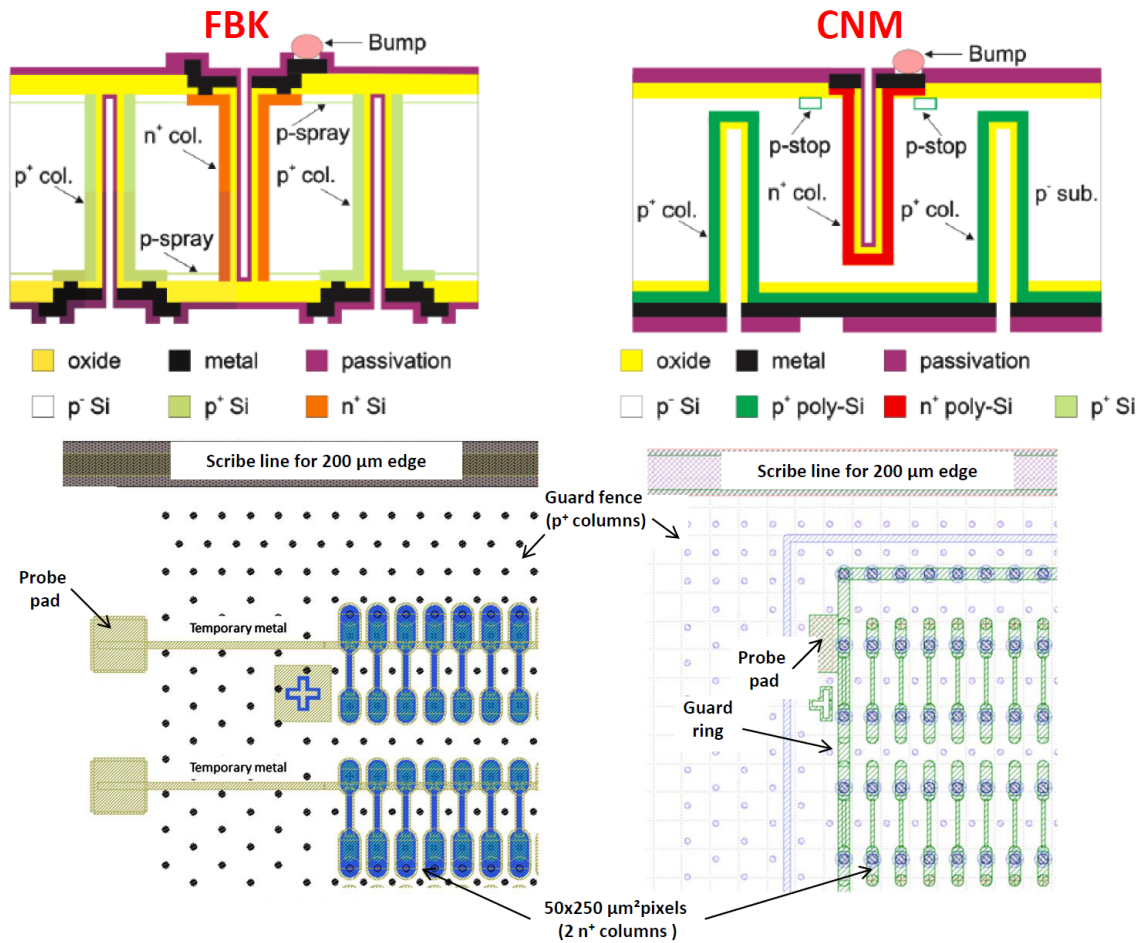 FBK
CNM
Bump
n⁺ col.
p-spray
p⁺ col.
p⁺ col.
p-spray
Bump
p-stop
p-stop
n⁺ col.
p⁻ sub.
p⁺ col.
p⁺ col.
oxide metal passivation
p⁻ Si p⁺ Si n⁺ Si
oxide metal passivation
p⁻ Si p⁺ poly-Si n⁺ poly-Si p⁺ Si
Scribe line for 200 µm edge
Scribe line for 200 µm edge
Guard fence
(p⁺ columns)
Probe
pad
Temporary metal
Temporary metal
Probe
pad
Guard
ring
50x250 µm²pixels
(2 n⁺ columns )